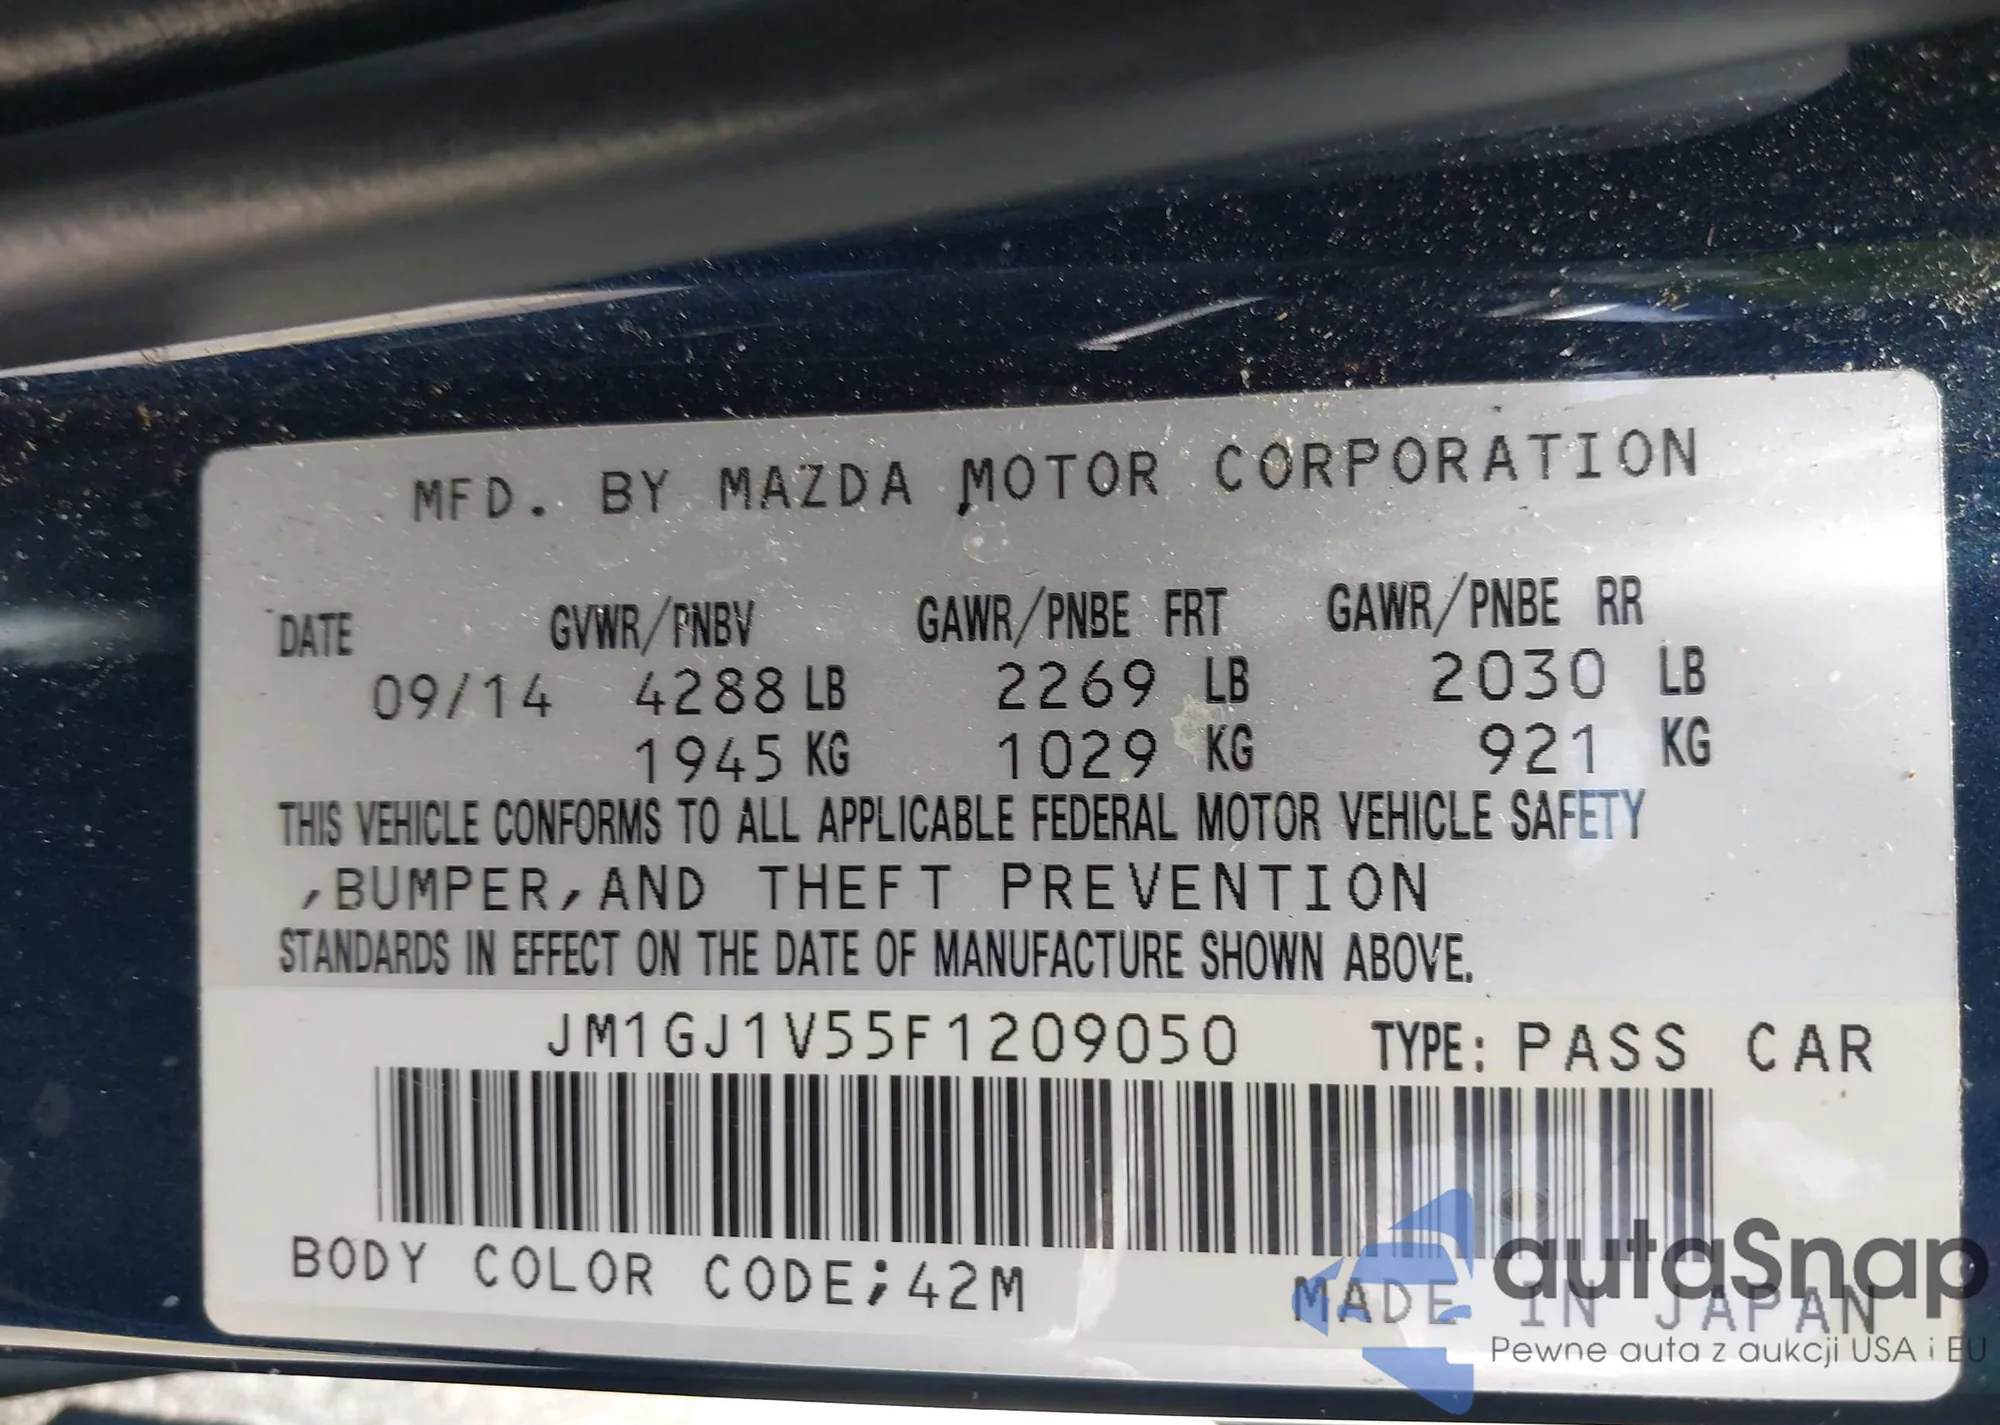 MFD. BY MAZDA MOTOR CORPORATION
DATE GVWR/PNBV GAWR/PNBE FRT GAWR/PNBE RR
09/14 4288 LB 2269 LB 2030 LB
1945 KG 1029 KG 921 KG
THIS VEHICLE CONFORMS TO ALL APPLICABLE FEDERAL MOTOR VEHICLE SAFETY
,BUMPER,AND THEFT PREVENTION
STANDARDS IN EFFECT ON THE DATE OF MANUFACTURE SHOWN ABOVE.
JM1GJ1V55F1209050 TYPE: PASS CAR
BODY COLOR CODE;42M MADE IN JAPAN
autaSnap
Pewne auta z aukcji USA i EU